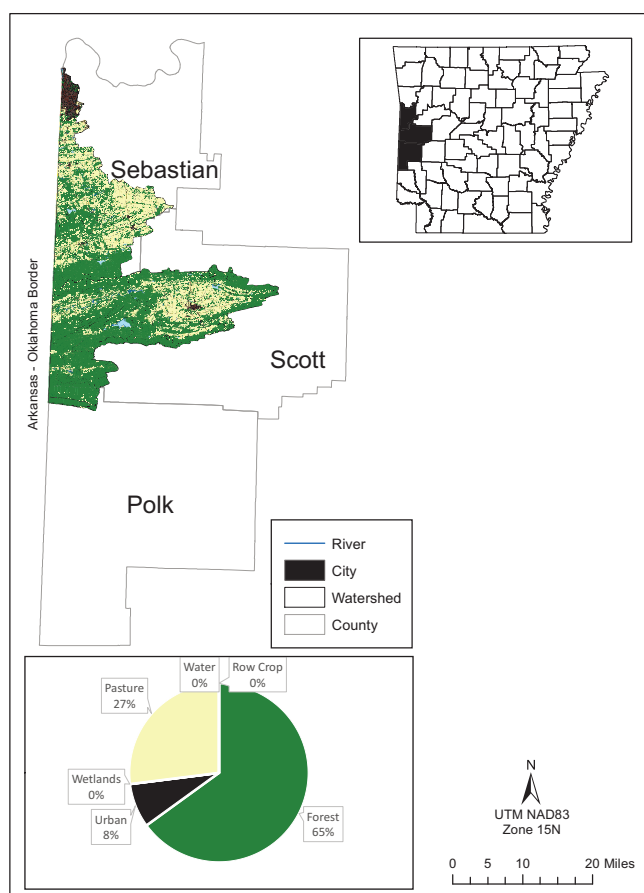 Sebastian
Arkansas - Oklahoma Border
Scott
Polk
River
City
Watershed
County
Water
0%
Row Crop
0%
Pasture
27%
Wetlands
0%
Urban
8%
Forest
65%
N
UTM NAD83
Zone 15N
0 5 10 20 Miles